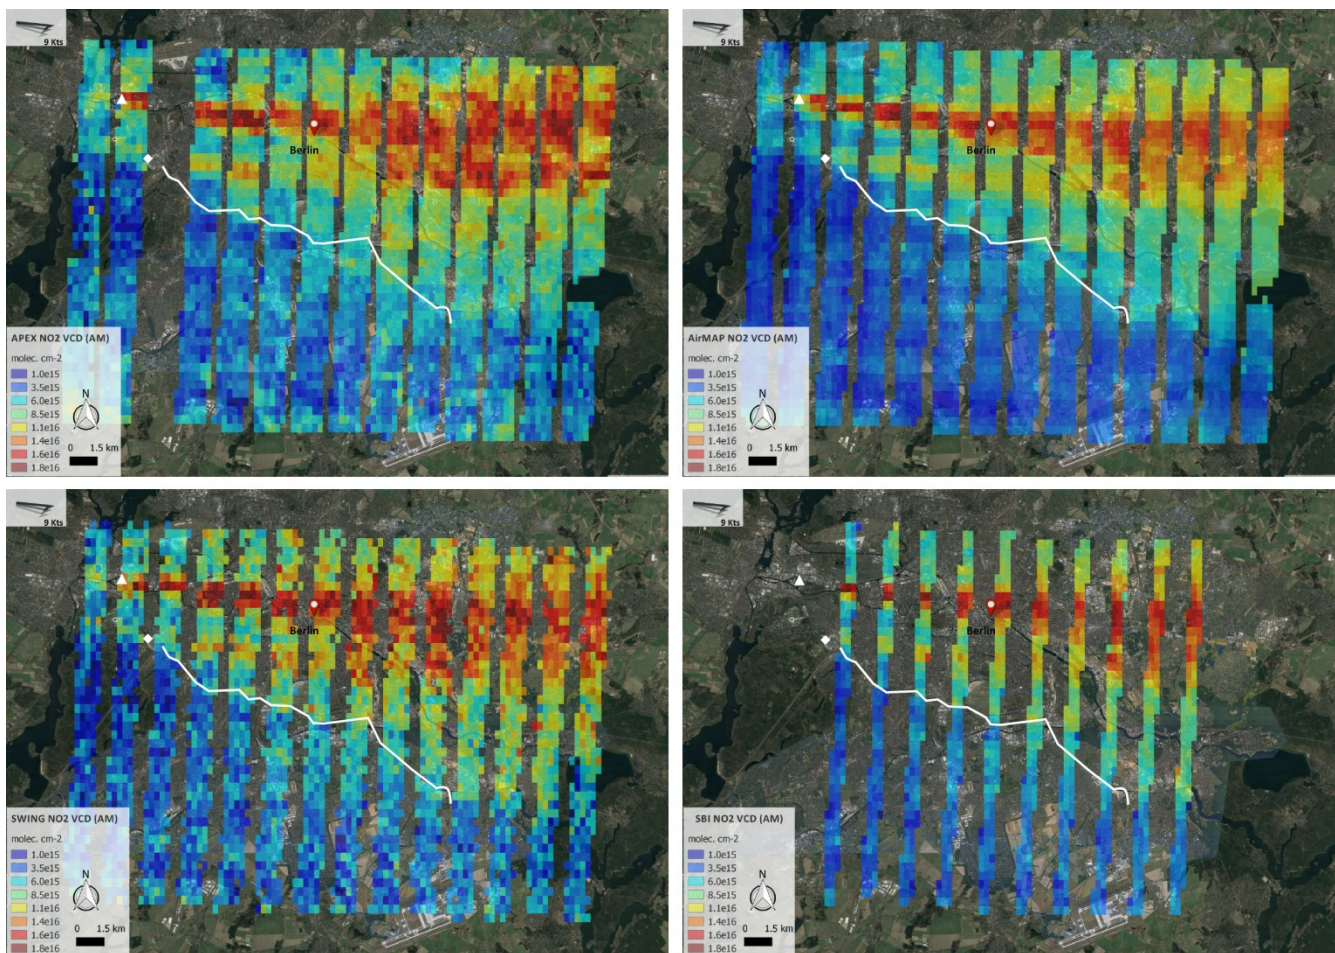 9 Kts
Berlin
APEX NO2 VCD (AM)
molec. cm-2
1.0e15
3.5e15
6.0e15
8.5e15
1.1e16
1.4e16
1.6e16
1.8e16
N
0 1.5 km
9 Kts
Berlin
AirMAP NO2 VCD (AM)
molec. cm-2
1.0e15
3.5e15
6.0e15
8.5e15
1.1e16
1.4e16
1.6e16
1.8e16
N
0 1.5 km
9 Kts
Berlin
SWING NO2 VCD (AM)
molec. cm-2
1.0e15
3.5e15
6.0e15
8.5e15
1.1e16
1.4e16
1.6e16
1.8e16
N
0 1.5 km
9 Kts
Berlin
SBI NO2 VCD (AM)
molec. cm-2
1.0e15
3.5e15
6.0e15
8.5e15
1.1e16
1.4e16
1.6e16
1.8e16
N
0 1.5 km